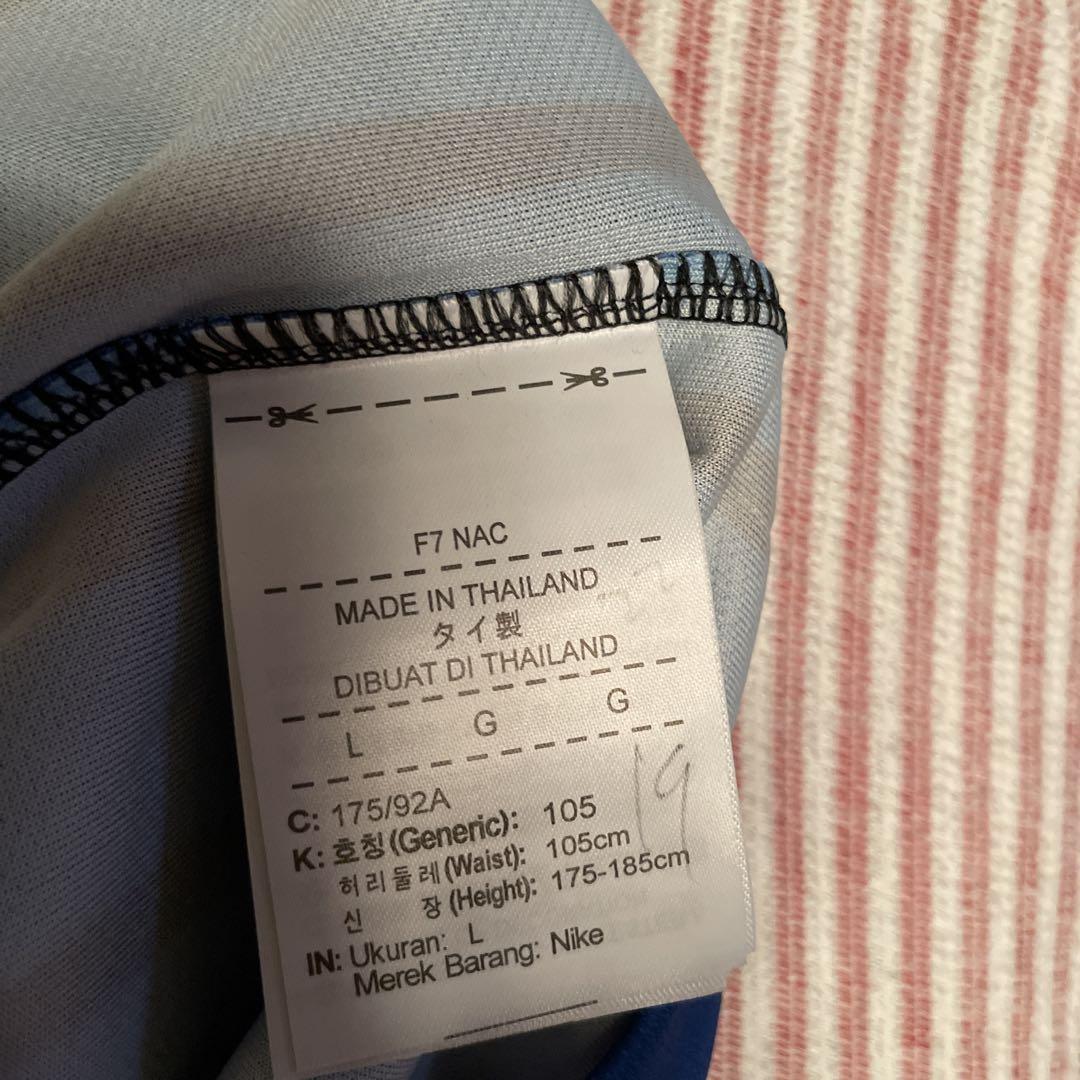 F7 NAC
MADE IN THAILAND
タイ製
DIBUAT DI THAILAND
L G G
C: 175/92A
K: 호칭(Generic): 105
허리둘레(Waist): 105cm
신 장(Height): 175-185cm
19
IN: Ukuran: L
Merek Barang: Nike